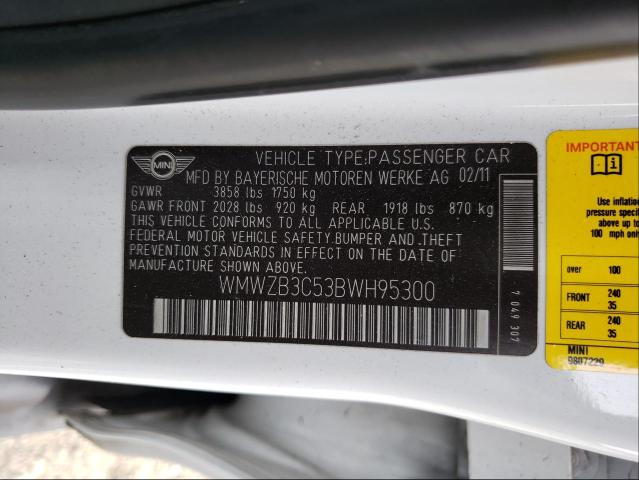 MINI
VEHICLE TYPE:PASSENGER CAR
MFD BY BAYERISCHE MOTOREN WERKE AG 02/11
GVWR 3858 lbs 1750 kg
GAWR FRONT 2028 lbs 920 kg REAR 1918 lbs 870 kg
THIS VEHICLE CONFORMS TO ALL APPLICABLE U.S.
FEDERAL MOTOR VEHICLE SAFETY,BUMPER AND .THEFT
PREVENTION STANDARDS IN EFFECT ON THE DATE OF
MANUFACTURE SHOWN ABOVE.
WMWZB3C53BWH95300
7 049 307
IMPORTANT
Use inflation
pressure speci
above up to
100 mph only
over 100
FRONT 240
35
REAR 240
35
MINI
9807229